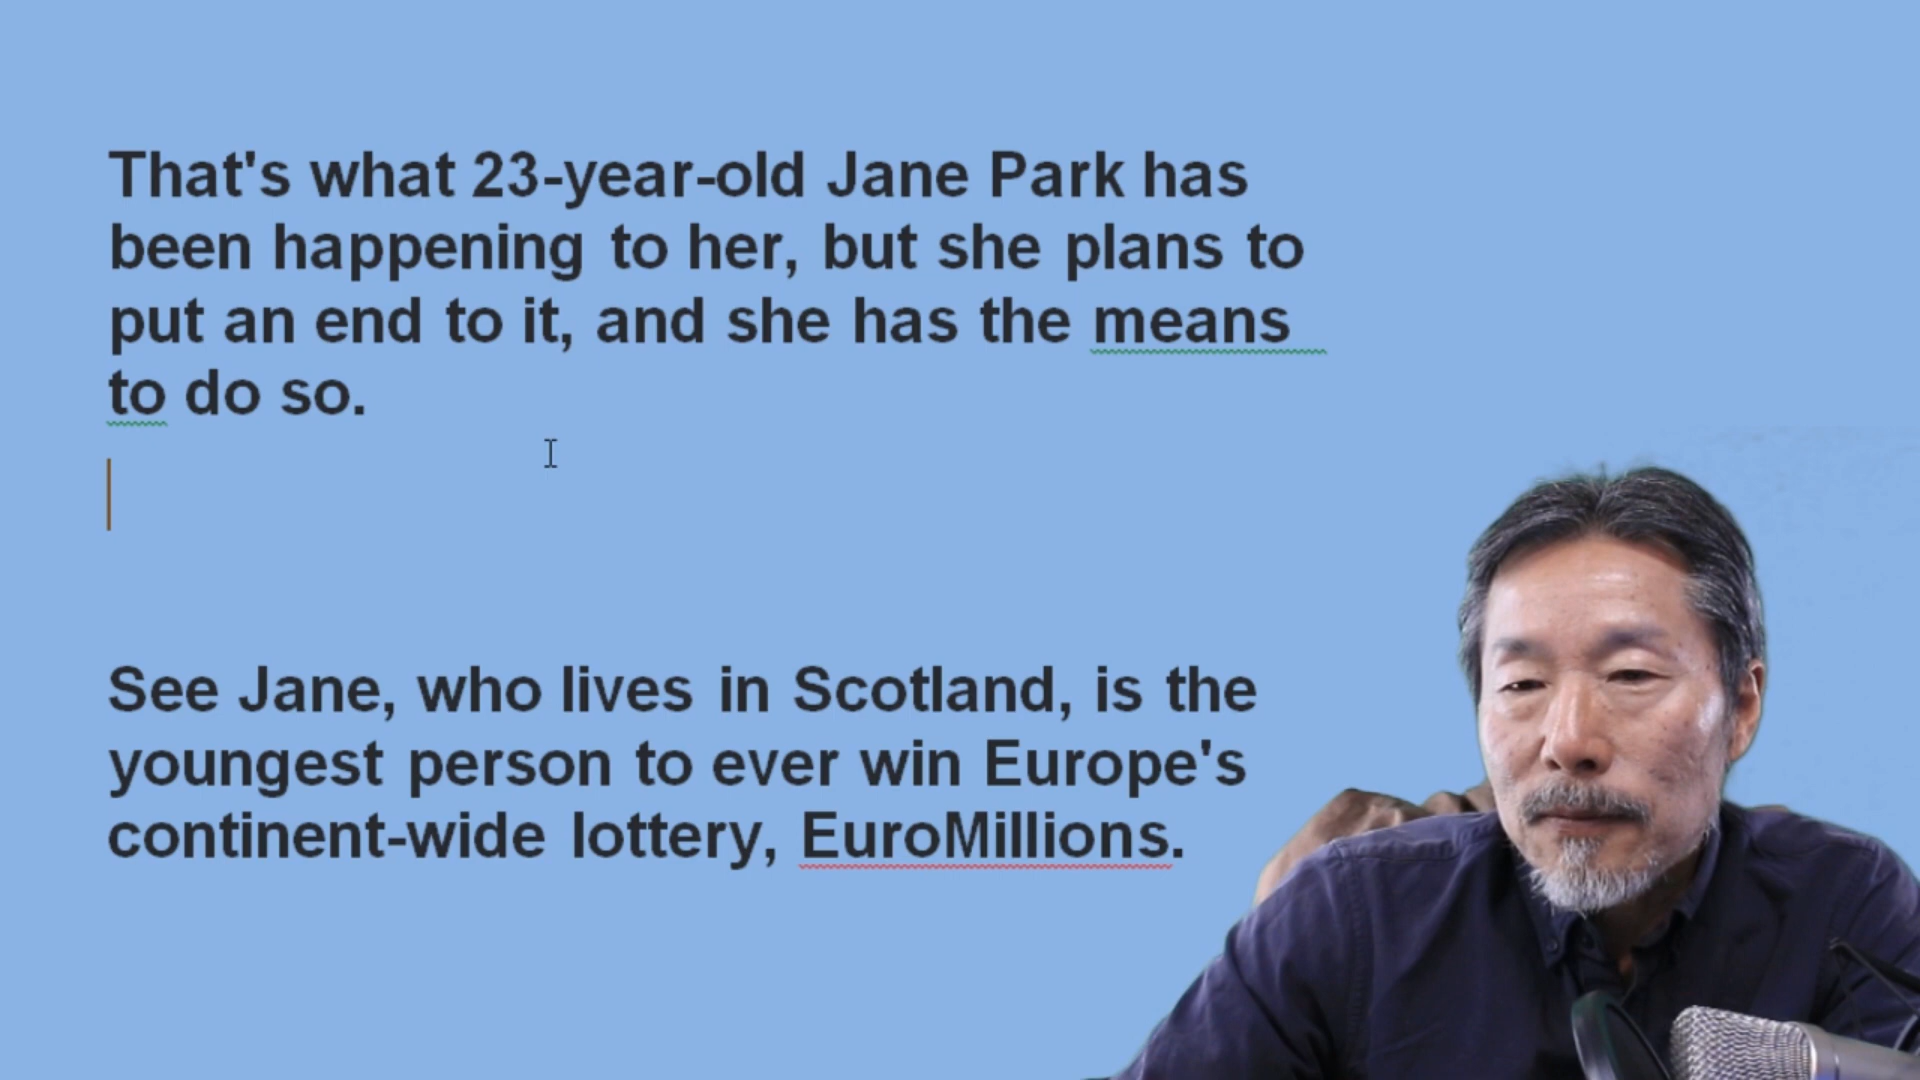 That's what 23-year-old Jane Park has
been happening to her, but she plans to
put an end to it, and she has the means
to do so.
See Jane, who lives in Scotland, is the
youngest person to ever win Europe's
continent-wide lottery, EuroMillions.